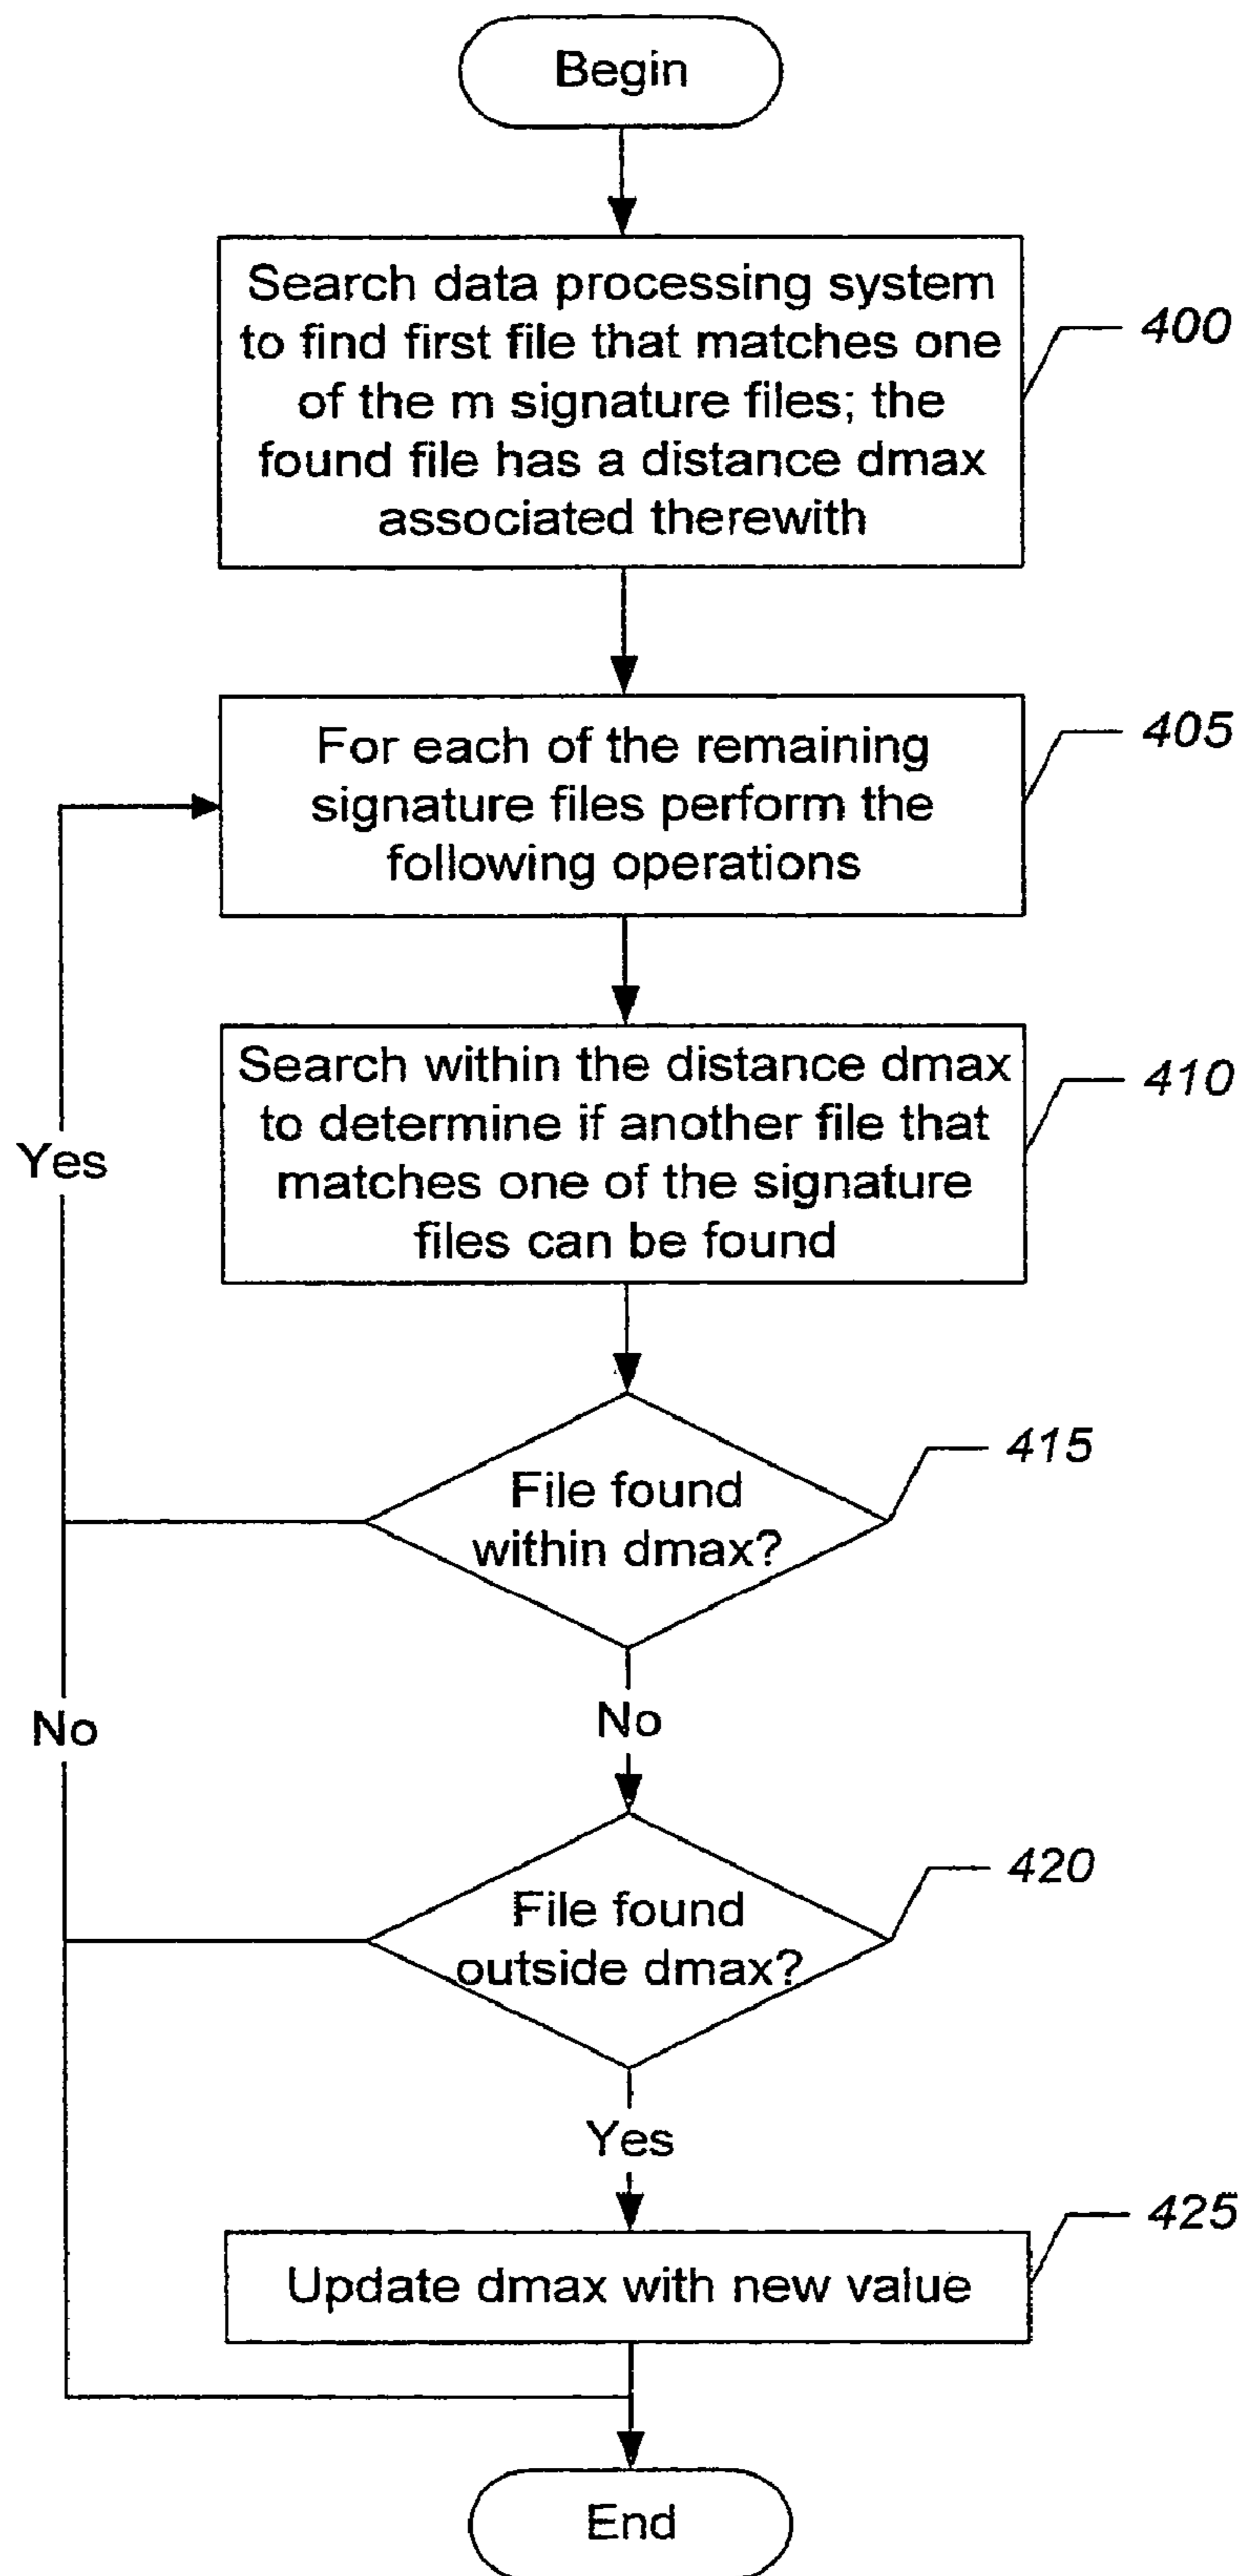 Begin
Search data processing system
to find first file that matches one
of the m signature files; the
found file has a distance dmax
associated therewith
400
For each of the remaining
signature files perform the
following operations
405
Search within the distance dmax
to determine if another file that
matches one of the signature
files can be found
410
Yes
File found
within dmax?
415
No
No
File found
outside dmax?
420
Yes
Update dmax with new value
425
End